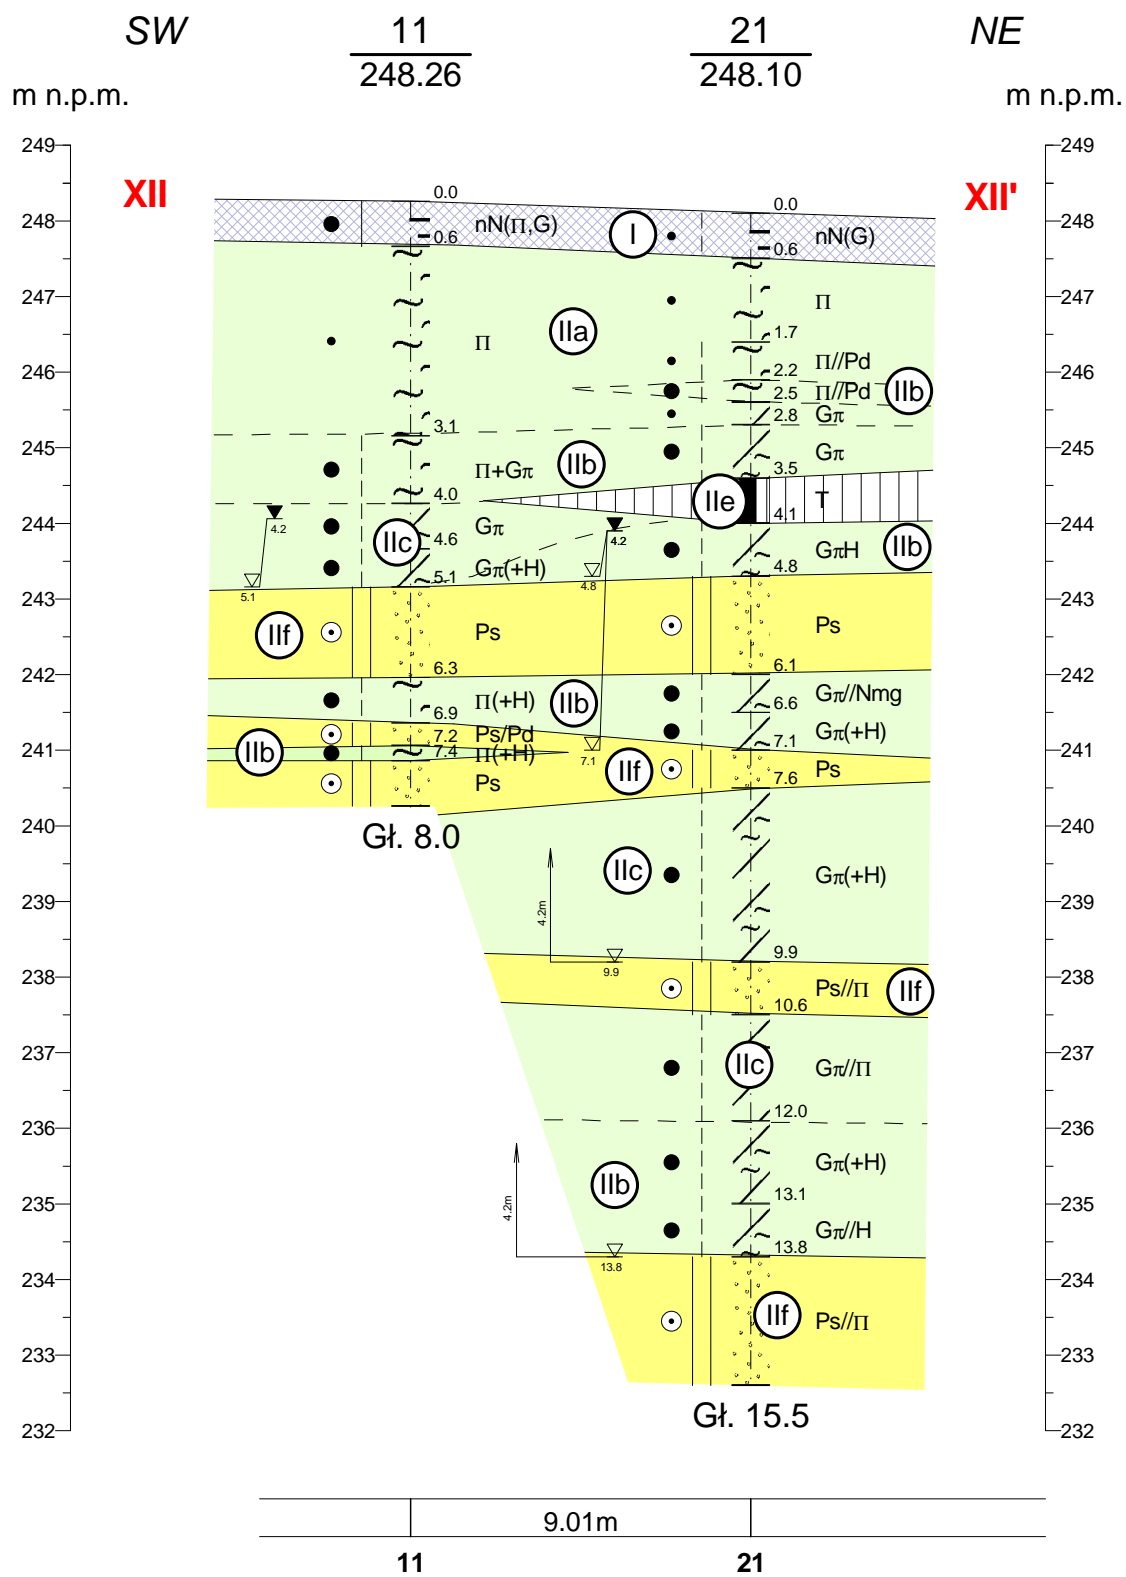 SW 11 21 NE
248.26 248.10
m n.p.m. m n.p.m.
249 249
XII XII'
0.0 0.0
248 nN(Π,G) I nN(G) 248
0.6 0.6
247 Π 247
IIa Π 1.7
246 2.2 Π//Pd 246
2.5 Π//Pd IIb
2.8 Gπ
3.1
245 Π+Gπ IIb Gπ 245
3.5
4.0 IIe T
4.2 4.1
244 IIc Gπ 4.2 244
4.6 GπH IIb
5.1 Gπ(+H) 4.8 4.8
5.1
243 243
IIf Ps Ps
6.3 6.1
242 242
Π(+H) IIb 6.6 Gπ//Nmg
6.9 Gπ(+H)
7.2 Ps/Pd
241 IIb 7.4 Π(+H) 7.1 7.1 241
Ps IIf Ps
7.6
240 240
Gł. 8.0
IIc Gπ(+H)
4.2m
239 239
9.9 9.9
238 238
Ps//Π IIf
10.6
237 237
IIc Gπ//Π
12.0
236 236
4.2m IIb Gπ(+H)
235 13.1 235
Gπ//H
13.8 13.8
234 234
IIf Ps//Π
233 233
Gł. 15.5
232 232
9.01m
11 21